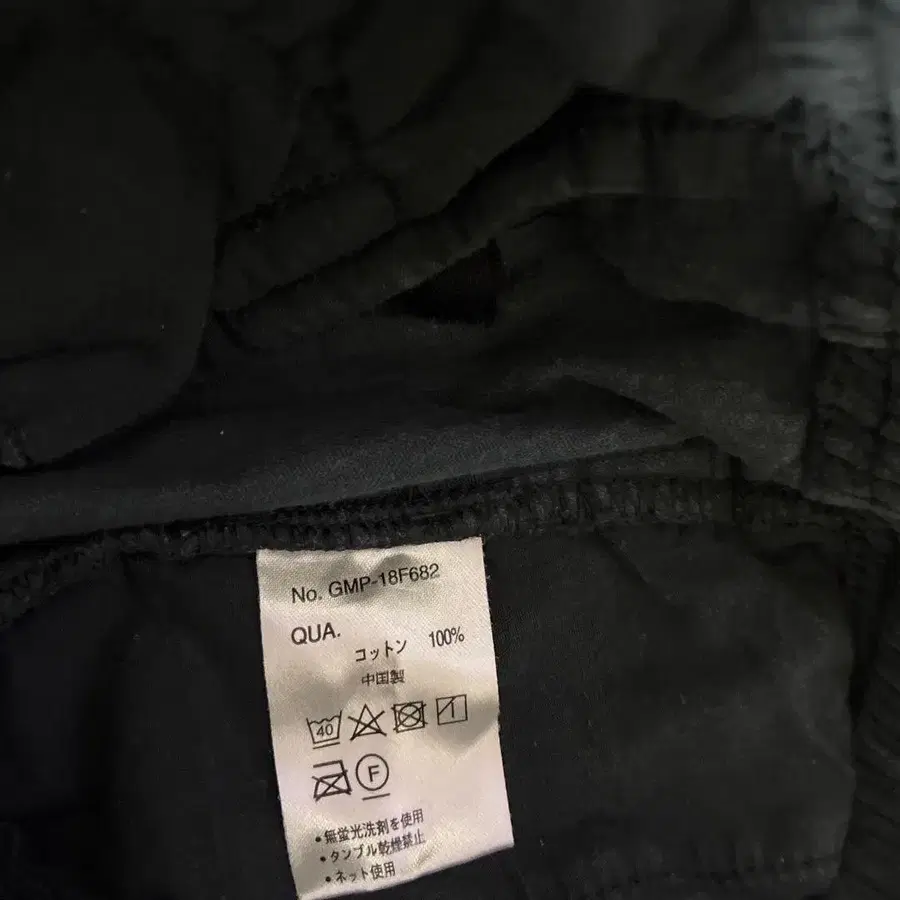 No. GMP-18F682
QUA.
コットン 100%
中国製
40
F
・無蛍光洗剤を使用
・タンブル乾燥禁止
・ネット使用